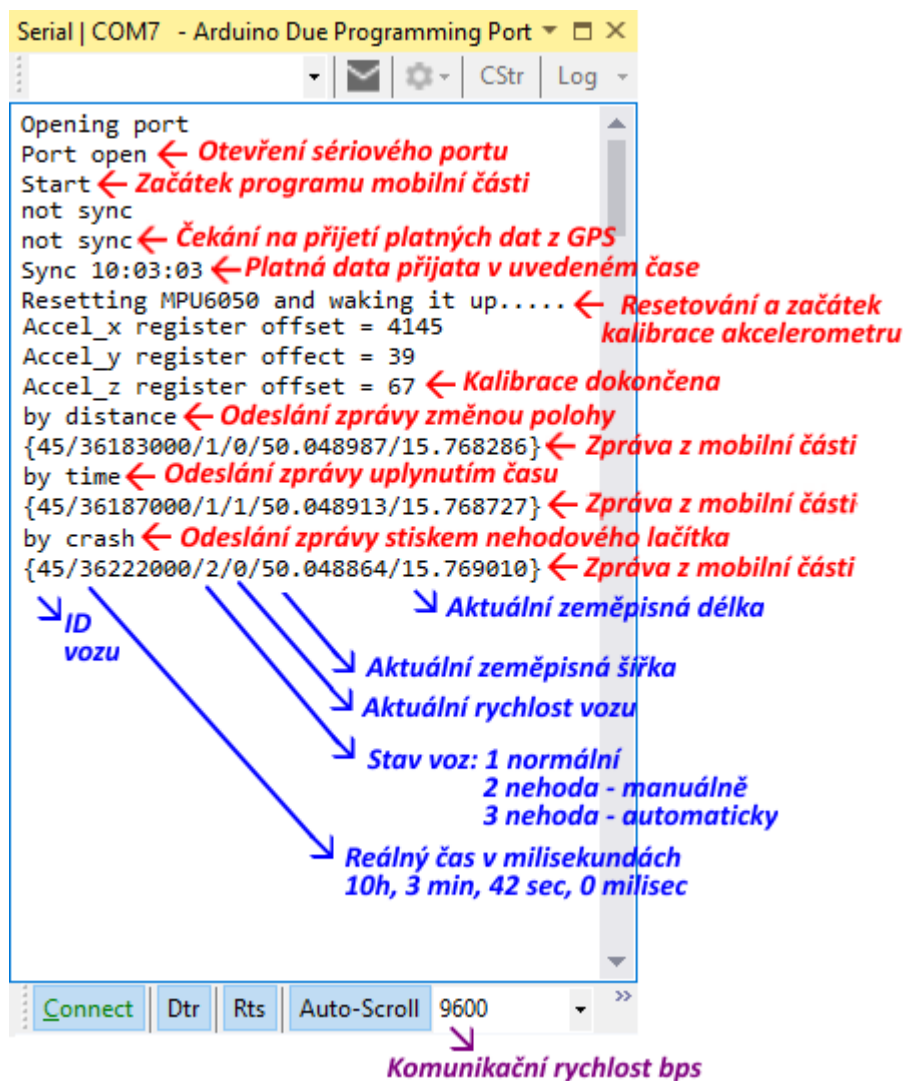 Serial | COM7 - Arduino Due Programming Port
CStr Log
Opening port
Port open Otevření sériového portu
Start Začátek programu mobilní části
not sync
not sync Čekání na přijetí platných dat z GPS
Sync 10:03:03 Platná data přijata v uvedeném čase
Resetting MPU6050 and waking it up..... Resetování a začátek
Accel_x register offset = 4145 kalibrace akcelerometru
Accel_y register offect = 39
Accel_z register offset = 67 Kalibrace dokončena
by distance Odeslání zprávy změnou polohy
{45/36183000/1/0/50.048987/15.768286} Zpráva z mobilní části
by time Odeslání zprávy uplynutím času
{45/36187000/1/1/50.048913/15.768727} Zpráva z mobilní části
by crash Odeslání zprávy stiskem nehodového lačítka
{45/36222000/2/0/50.048864/15.769010} Zpráva z mobilní části
Aktuální zeměpisná délka
ID
vozu
Aktuální zeměpisná šířka
Aktuální rychlost vozu
Stav voz: 1 normální
2 nehoda - manuálně
3 nehoda - automaticky
Reálný čas v milisekundách
10h, 3 min, 42 sec, 0 milisec
Connect Dtr Rts Auto-Scroll 9600
Komunikační rychlost bps